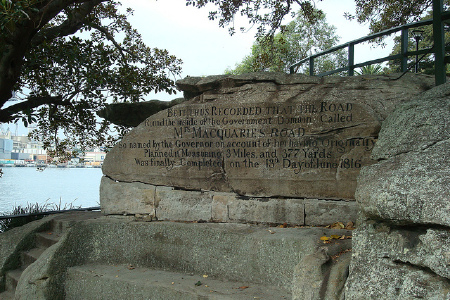 BE IT THUS RECORDED THAT THE ROAD
Round the inside of the Government Domain Called
MRS MACQUARIE'S ROAD
So named by the Governor on account of her having Originally
Planned it Measuring 3 Miles, and 377 Yards
Was finally Completed on the 13th Day of June 1816